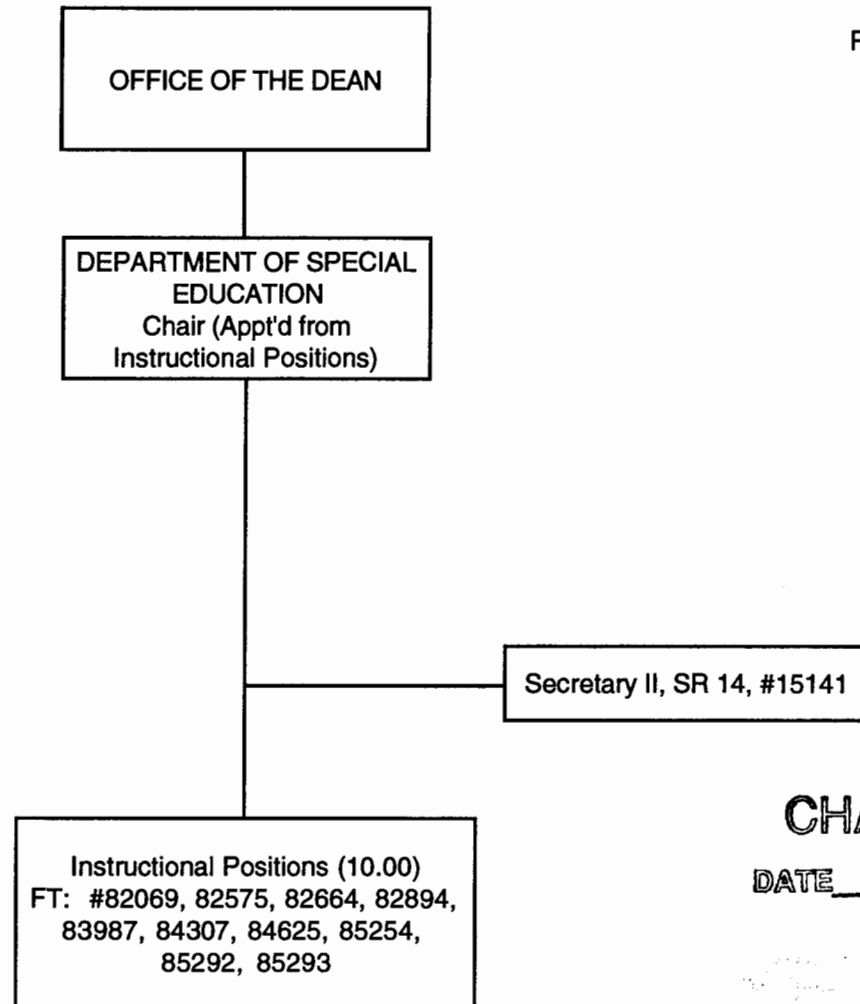 OFFICE OF THE DEAN
DEPARTMENT OF SPECIAL
EDUCATION
Chair (Appt'd from
Instructional Positions)
Secretary II, SR 14, #15141
Instructional Positions (10.00)
FT: #82069, 82575, 82664, 82894,
83987, 84307, 84625, 85254,
85292, 85293
DATE